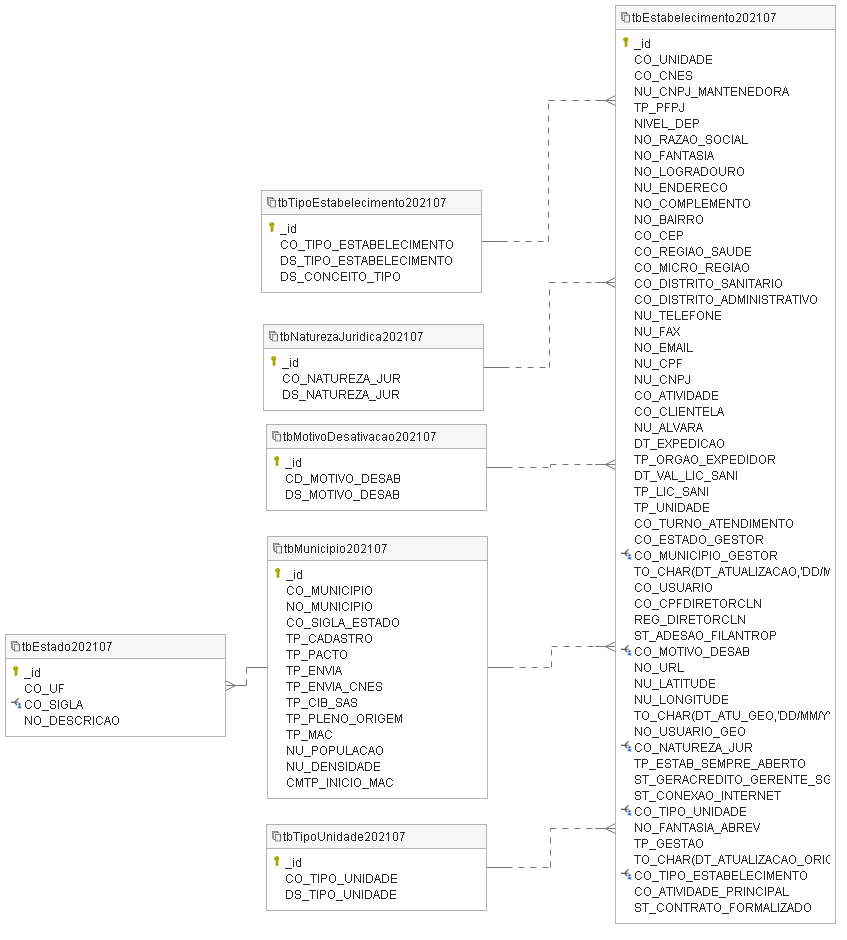 tbEstabelecimento202107
_id
CO_UNIDADE
CO_CNES
NU_CNPJ_MANTENEDORA
TP_PFPJ
NIVEL_DEP
NO_RAZAO_SOCIAL
NO_FANTASIA
NO_LOGRADOURO
NU_ENDERECO
NO_COMPLEMENTO
NO_BAIRRO
CO_CEP
CO_REGIAO_SAUDE
CO_MICRO_REGIAO
CO_DISTRITO_SANITARIO
CO_DISTRITO_ADMINISTRATIVO
NU_TELEFONE
NU_FAX
NO_EMAIL
NU_CPF
NU_CNPJ
CO_ATIVIDADE
CO_CLIENTELA
NU_ALVARA
DT_EXPEDICAO
TP_ORGAO_EXPEDIDOR
DT_VAL_LIC_SANI
TP_LIC_SANI
TP_UNIDADE
CO_TURNO_ATENDIMENTO
CO_ESTADO_GESTOR
CO_MUNICIPIO_GESTOR
TO_CHAR(DT_ATUALIZACAO,'DD/M
CO_USUARIO
CO_CPFDIRETORCLN
REG_DIRETORCLN
ST_ADESAO_FILANTROP
CO_MOTIVO_DESAB
NO_URL
NU_LATITUDE
NU_LONGITUDE
TO_CHAR(DT_ATU_GEO,'DD/MM/Y
NO_USUARIO_GEO
CO_NATUREZA_JUR
TP_ESTAB_SEMPRE_ABERTO
ST_GERACREDITO_GERENTE_SG
ST_CONEXAO_INTERNET
CO_TIPO_UNIDADE
NO_FANTASIA_ABREV
TP_GESTAO
TO_CHAR(DT_ATUALIZACAO_ORIG
CO_TIPO_ESTABELECIMENTO
CO_ATIVIDADE_PRINCIPAL
ST_CONTRATO_FORMALIZADO
tbTipoEstabelecimento202107
_id
CO_TIPO_ESTABELECIMENTO
DS_TIPO_ESTABELECIMENTO
DS_CONCEITO_TIPO
tbNaturezaJuridica202107
_id
CO_NATUREZA_JUR
DS_NATUREZA_JUR
tbMotivoDesativacao202107
_id
CD_MOTIVO_DESAB
DS_MOTIVO_DESAB
tbMunicipio202107
_id
CO_MUNICIPIO
NO_MUNICIPIO
CO_SIGLA_ESTADO
TP_CADASTRO
TP_PACTO
TP_ENVIA
TP_ENVIA_CNES
TP_CIB_SAS
TP_PLENO_ORIGEM
TP_MAC
NU_POPULACAO
NU_DENSIDADE
CMTP_INICIO_MAC
tbEstado202107
_id
CO_UF
CO_SIGLA
NO_DESCRICAO
tbTipoUnidade202107
_id
CO_TIPO_UNIDADE
DS_TIPO_UNIDADE